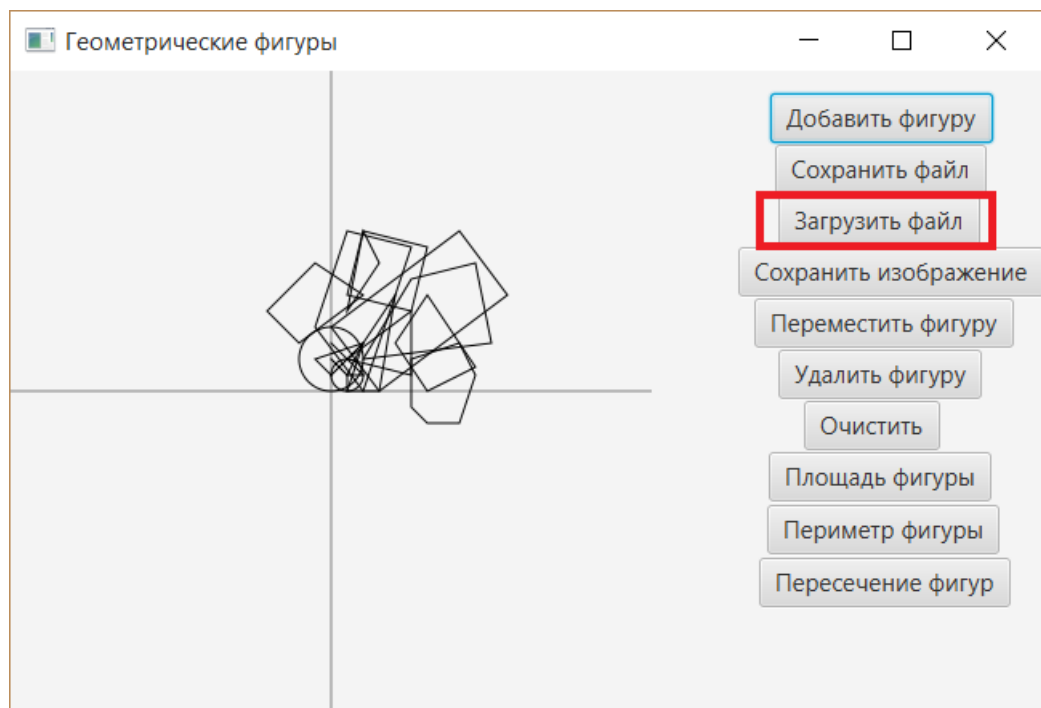 Геометрические фигуры
Добавить фигуру
Сохранить файл
Загрузить файл
Сохранить изображение
Переместить фигуру
Удалить фигуру
Очистить
Площадь фигуры
Периметр фигуры
Пересечение фигур